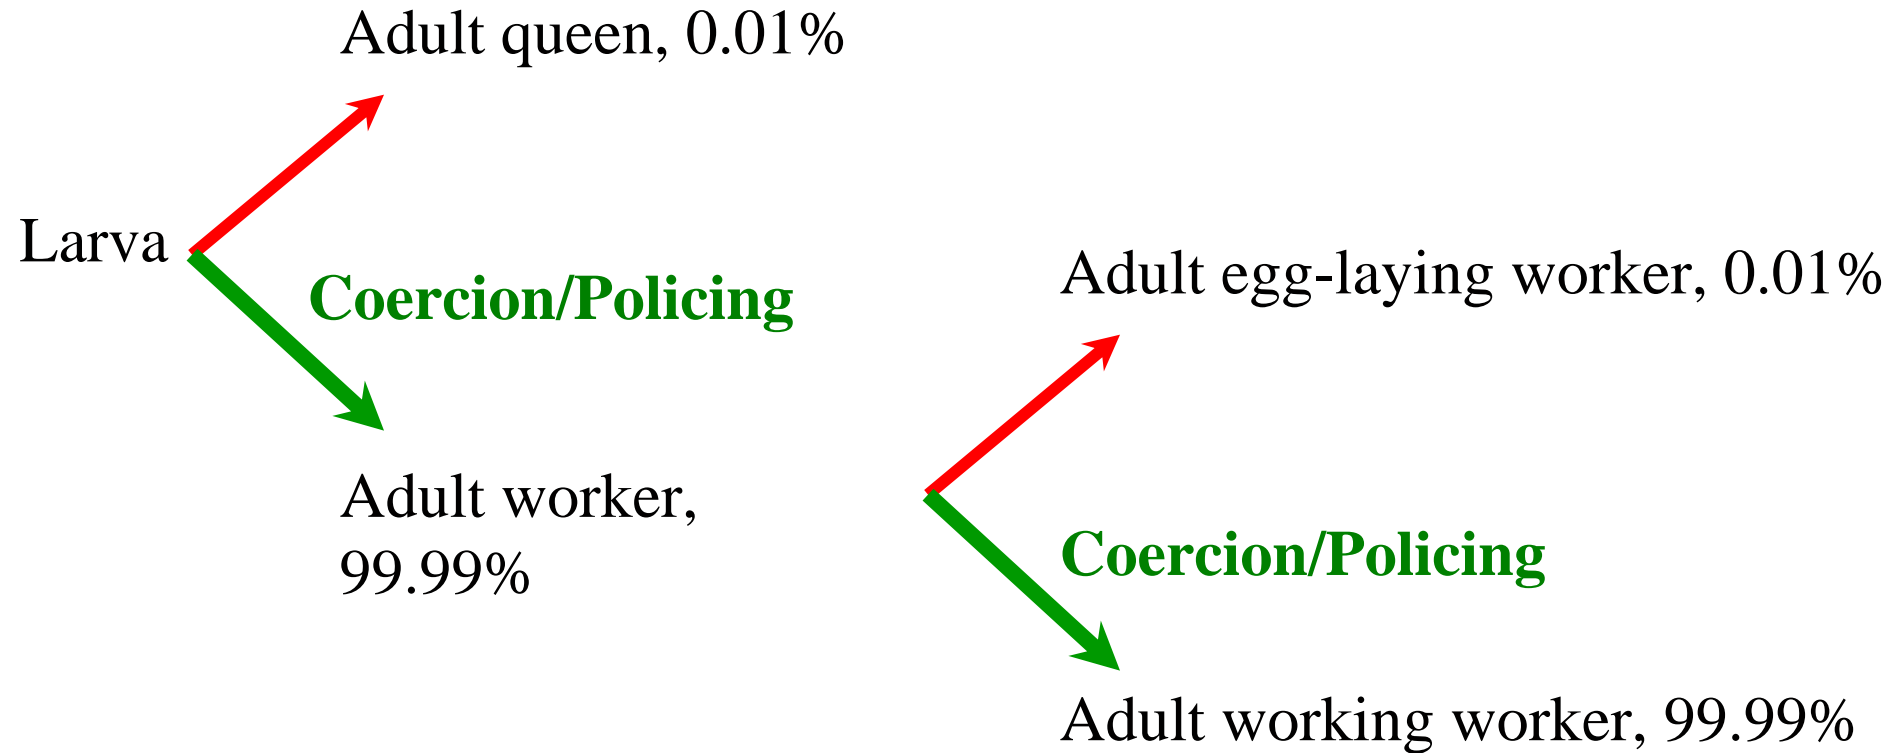 Adult queen, 0.01%
Larva
Coercion/Policing
Adult worker,
99.99%
Adult egg-laying worker, 0.01%
Coercion/Policing
Adult working worker, 99.99%